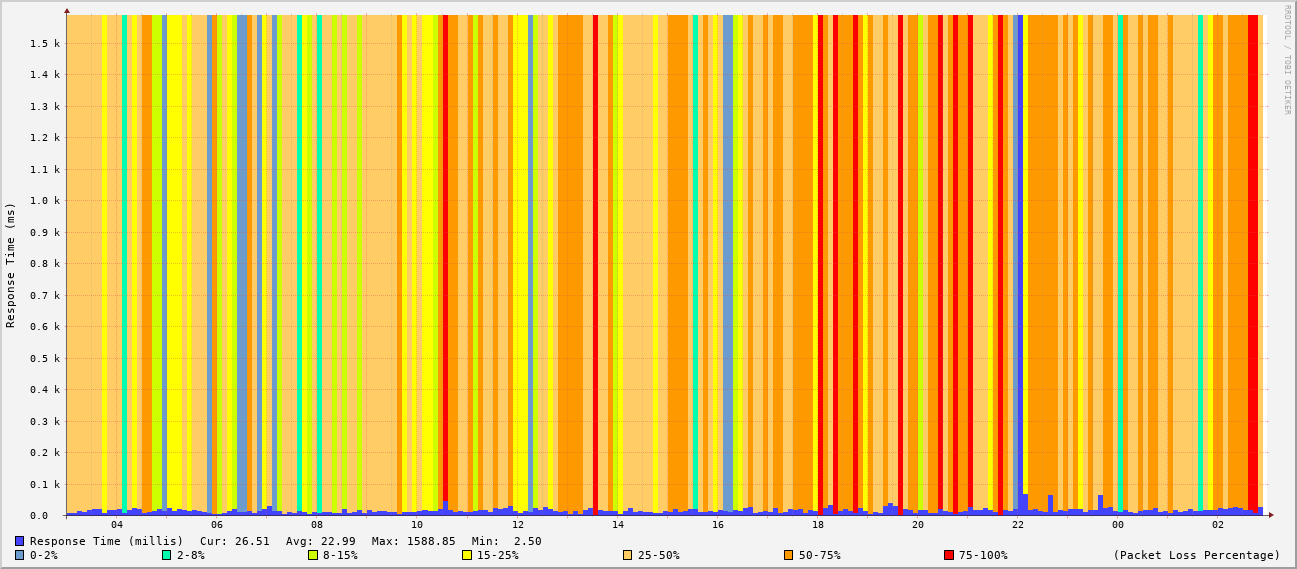 RRDTOOL / TOBI OETIKER
Response Time (ms)
1.5 k
1.4 k
1.3 k
1.2 k
1.1 k
1.0 k
0.9 k
0.8 k
0.7 k
0.6 k
0.5 k
0.4 k
0.3 k
0.2 k
0.1 k
0.0
04 06 08 10 12 14 16 18 20 22 00 02
Response Time (millis) Cur: 26.51 Avg: 22.99 Max: 1588.85 Min: 2.50
0-2% 2-8% 8-15% 15-25% 25-50% 50-75% 75-100% (Packet Loss Percentage)